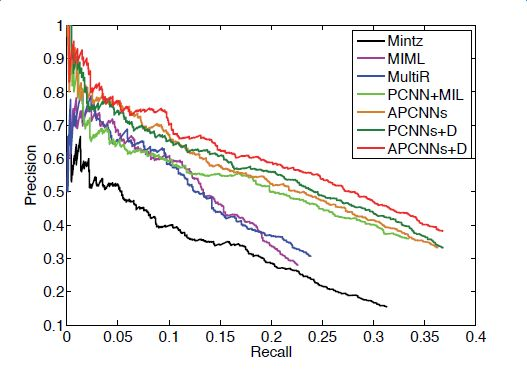 1
0.9
0.8
0.7
0.6
0.5
0.4
0.3
0.2
0.1
Precision
0 0.05 0.1 0.15 0.2 0.25 0.3 0.35 0.4
Recall
Mintz
MIML
MultiR
PCNN+MIL
APCNNs
PCNNs+D
APCNNs+D